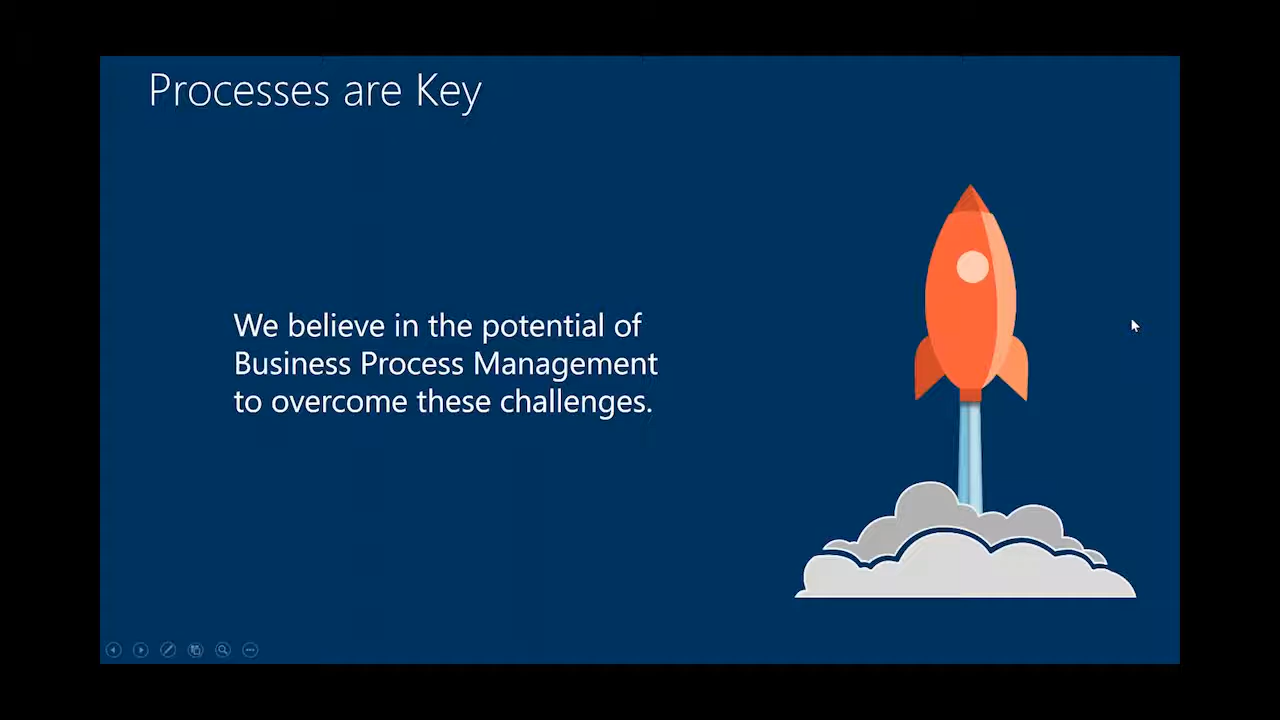 Processes are Key
We believe in the potential of
Business Process Management
to overcome these challenges.